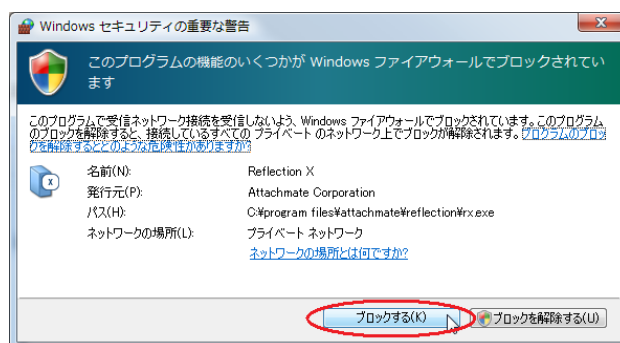 Windows セキュリティの重要な警告
このプログラムの機能のいくつかが Windows ファイアウォールでブロックされてい
ます
このプログラムで受信ネットワーク接続を受信しないよう、Windows ファイアウォールでブロックされています。このプログラム
のブロックを解除すると、接続しているすべての プライベート のネットワーク上でブロックが解除されます。プログラムのブロッ
クを解除するとどのような危険性がありますか?
名前(N): Reflection X
発行元(P): Attachmate Corporation
パス(H): C:¥program files¥attachmate¥reflection¥rx.exe
ネットワークの場所(L): プライベート ネットワーク
ネットワークの場所とは何ですか?
ブロックする(K) ブロックを解除する(U)